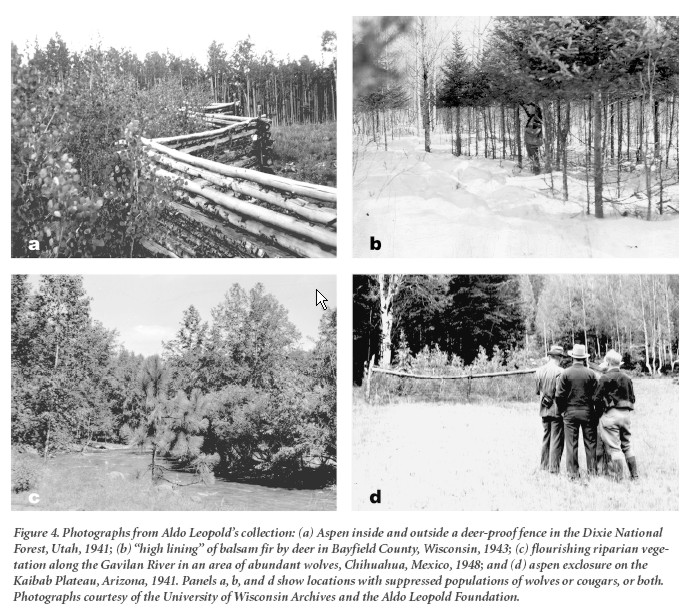 a
b
c
d
Figure 4. Photographs from Aldo Leopold's collection: (a) Aspen inside and outside a deer-proof fence in the Dixie National
Forest, Utah, 1941; (b) "high lining" of balsam fir by deer in Bayfield County, Wisconsin, 1943; (c) flourishing riparian vege-
tation along the Gavilan River in an area of abundant wolves, Chihuahua, Mexico, 1948; and (d) aspen exclosure on the
Kaibab Plateau, Arizona, 1941. Panels a, b, and d show locations with suppressed populations of wolves or cougars, or both.
Photographs courtesy of the University of Wisconsin Archives and the Aldo Leopold Foundation.